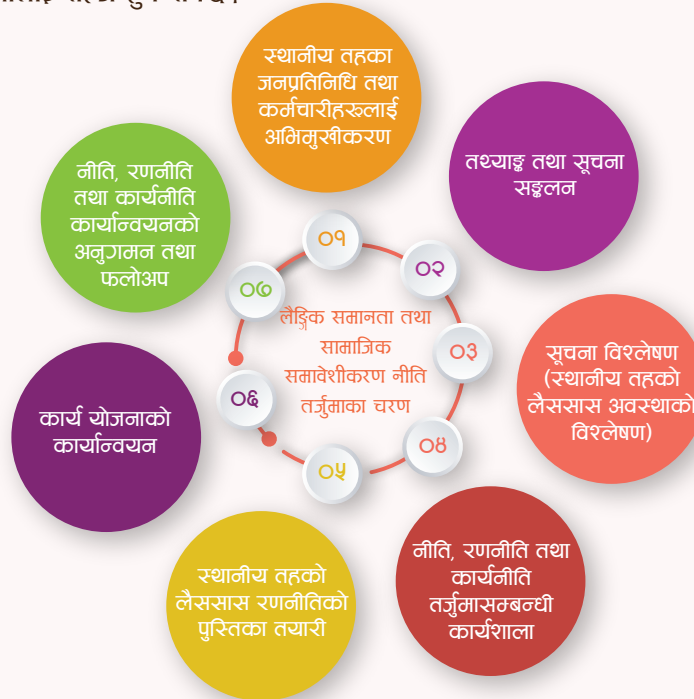 स्थानीय तहका
जनप्रतिनिधि तथा
कर्मचारीहरूलाई
अभिमुखीकरण
तथ्याङ्क तथा सूचना
सङ्कलन
सूचना विश्लेषण
(स्थानीय तहको
लैससास अवस्थाको
विश्लेषण)
नीति, रणनीति तथा
कार्यनीति
तर्जुमासम्बन्धी
कार्यशाला
स्थानीय तहको
लैससास रणनीतिको
पुस्तिका तयारी
कार्य योजनाको
कार्यान्वयन
नीति, रणनीति
तथा कार्यनीति
कार्यान्वयनको
अनुगमन तथा
फलोअप
०१
०२
०३
०४
०५
०६
०७
लैङ्गिक समानता तथा
सामाजिक
समावेशीकरण नीति
तर्जुमाका चरण